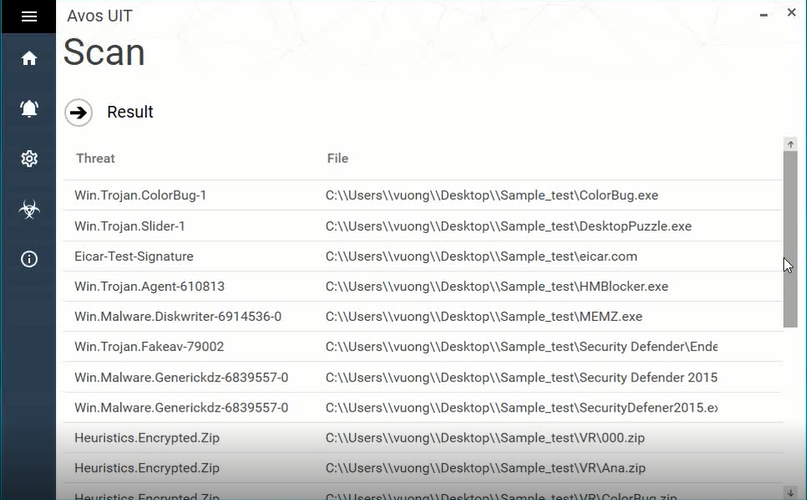 Avos UIT
Scan
Result
Threat File
Win.Trojan.ColorBug-1 C:\\Users\\vuong\\Desktop\\Sample_test\ColorBug.exe
Win.Trojan.Slider-1 C:\\Users\\vuong\\Desktop\\Sample_test\DesktopPuzzle.exe
Eicar-Test-Signature C:\\Users\\vuong\\Desktop\\Sample_test\eicar.com
Win.Trojan.Agent-610813 C:\\Users\\vuong\\Desktop\\Sample_test\HMBlocker.exe
Win.Malware.Diskwriter-6914536-0 C:\\Users\\vuong\\Desktop\\Sample_test\MEMZ.exe
Win.Trojan.Fakeav-79002 C:\\Users\\vuong\\Desktop\\Sample_test\Security Defender\Ende
Win.Malware.Generickdz-6839557-0 C:\\Users\\vuong\\Desktop\\Sample_test\Security Defender 2015
Win.Malware.Generickdz-6839557-0 C:\\Users\\vuong\\Desktop\\Sample_test\SecurityDefener2015.ex
Heuristics.Encrypted.Zip C:\\Users\\vuong\\Desktop\\Sample_test\VR\000.zip
Heuristics.Encrypted.Zip C:\\Users\\vuong\\Desktop\\Sample_test\VR\Ana.zip
Heuristics.Encrypted.Zip C:\\Users\\vuong\\Desktop\\Sample_test\VR\ColorBug.zip